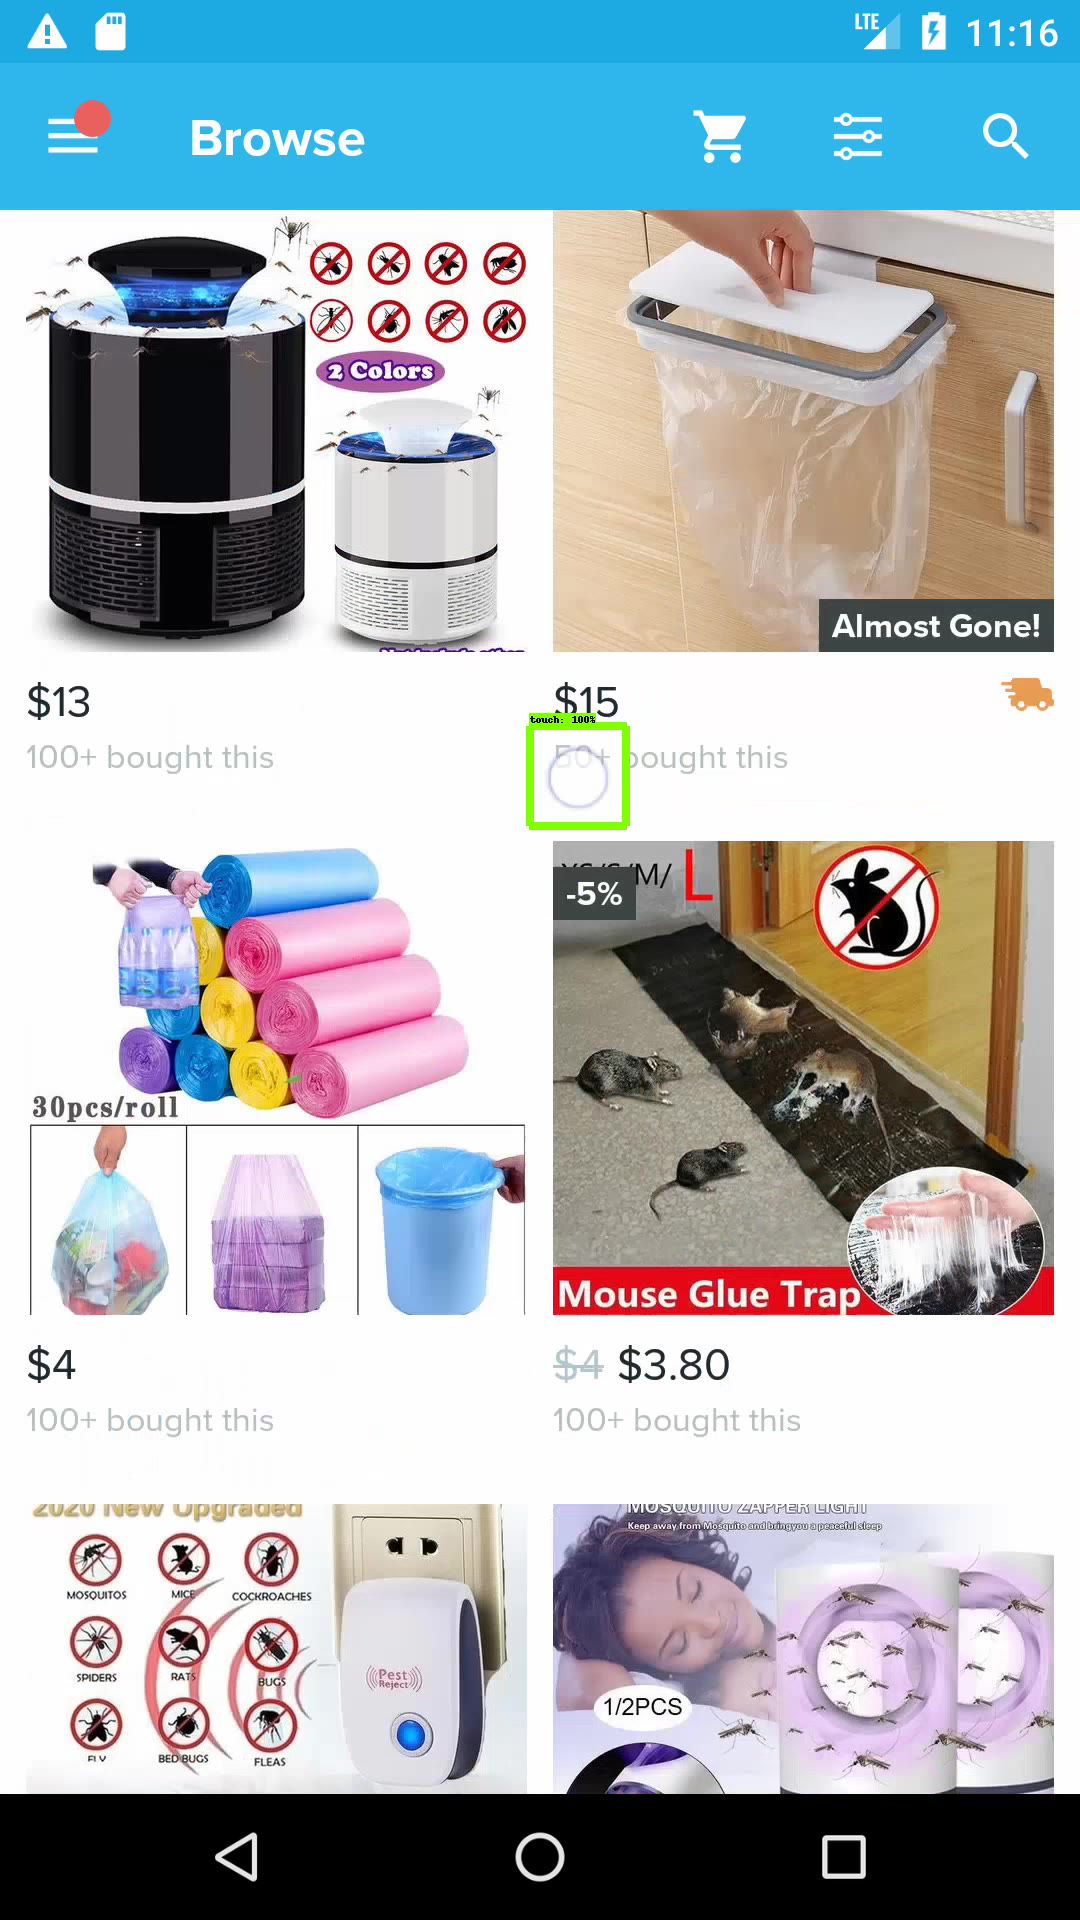 LTE 11:16
Browse
2 Colors
Almost Gone!
$13
$15
touch: 100%
100+ bought this
50+ bought this
-5%
M/ L
30pcs/roll
Mouse Glue Trap
$4
$4 $3.80
100+ bought this
100+ bought this
2020 New Upgraded
MOSQUITOS MICE COCKROACHES
SPIDERS RATS BUGS
FLY BED BUGS FLEAS
Pest
Reject
MOSQUITO ZAPPER LIGHT
Keep away from Mosquito and bringyou a peaceful sleep
1/2PCS